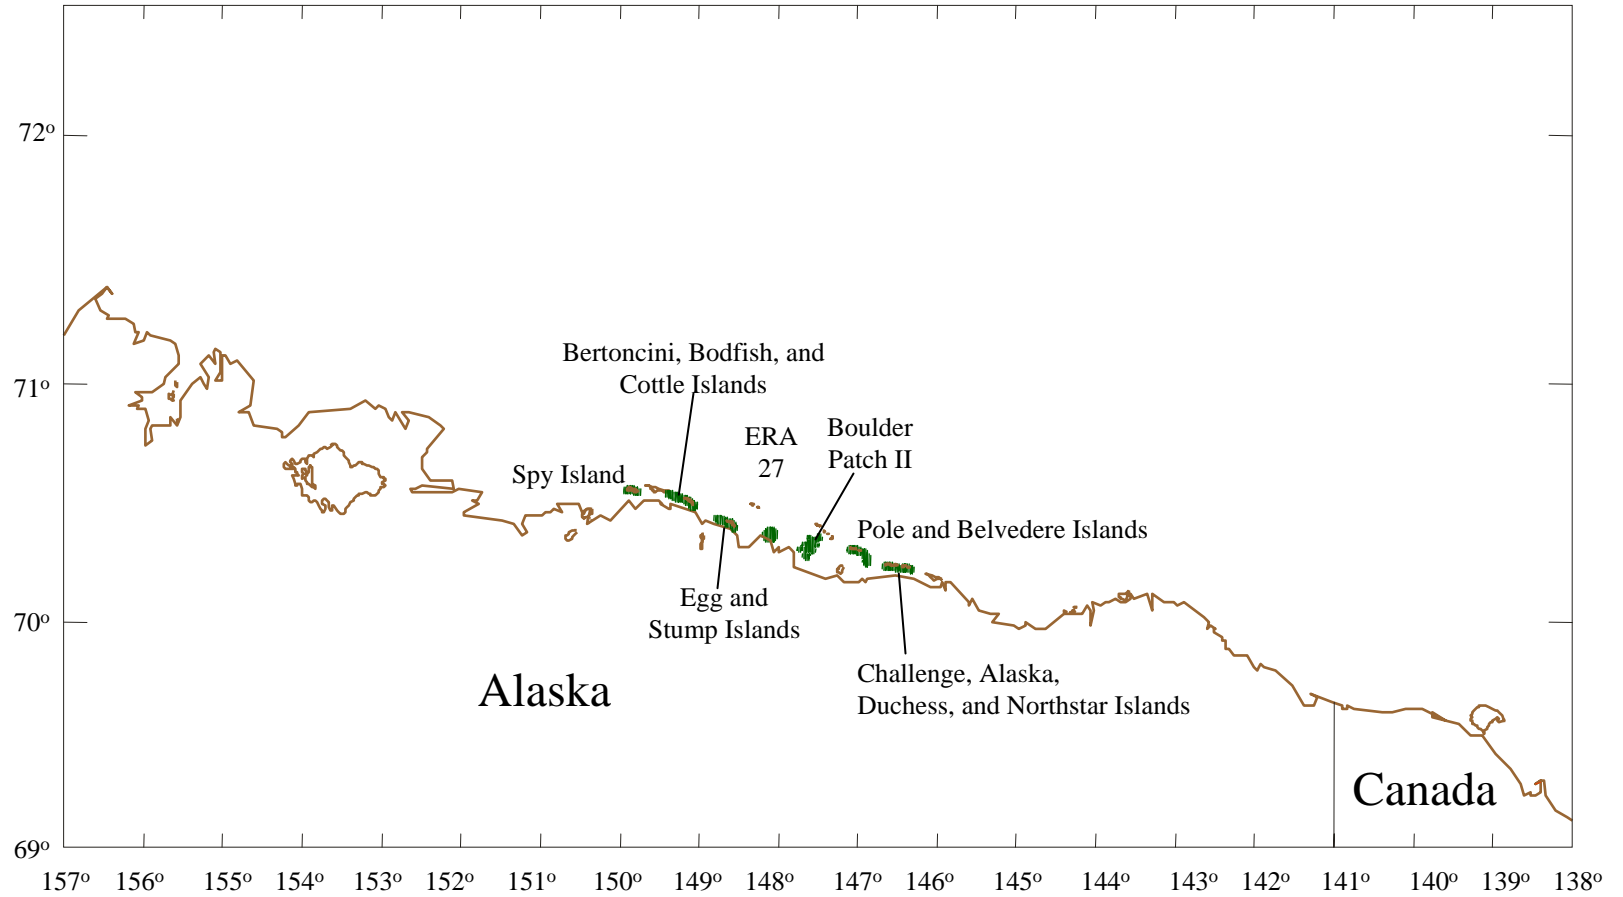 72°
71°
Bertoncini, Bodfish, and
Cottle Islands
ERA
27
Boulder
Patch II
Spy Island
Pole and Belvedere Islands
Egg and
Stump Islands
70°
Challenge, Alaska,
Duchess, and Northstar Islands
Alaska
Canada
69°
157° 156° 155° 154° 153° 152° 151° 150° 149° 148° 147° 146° 145° 144° 143° 142° 141° 140° 139° 138°